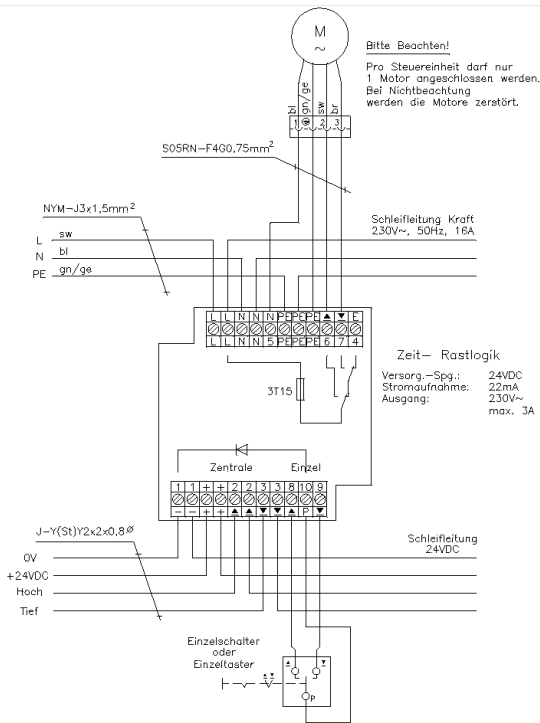 M
~
Bitte Beachten!
Pro Steuereinheit darf nur
1 Motor angeschlossen werden.
Bei Nichtbeachtung
werden die Motore zerstört.
bl gn/ge sw br
1 2 3
S05RN-F4G0,75mm²
NYM-J3x1,5mm²
Schleifleitung Kraft
230V~, 50Hz, 16A
L sw
N bl
PE gn/ge
L L N N N PE PE PE ▲ ▼ E
L L N N 5 PE PE PE 6 7 4
Zeit- Rastlogik
Versorg.-Spg.: 24VDC
Stromaufnahme: 22mA
Ausgang: 230V~
max. 3A
3T15
Zentrale Einzel
1 1 + + 2 2 3 3 8 10 9
- - + + ▲ ▲ ▼ ▼ ▲ P ▼
J-Y(St)Y2x2x0,8Ø
Schleifleitung
24VDC
0V
+24VDC
Hoch
Tief
Einzelschalter
oder
Einzeltaster
▲ ▼
▲ ▼
P